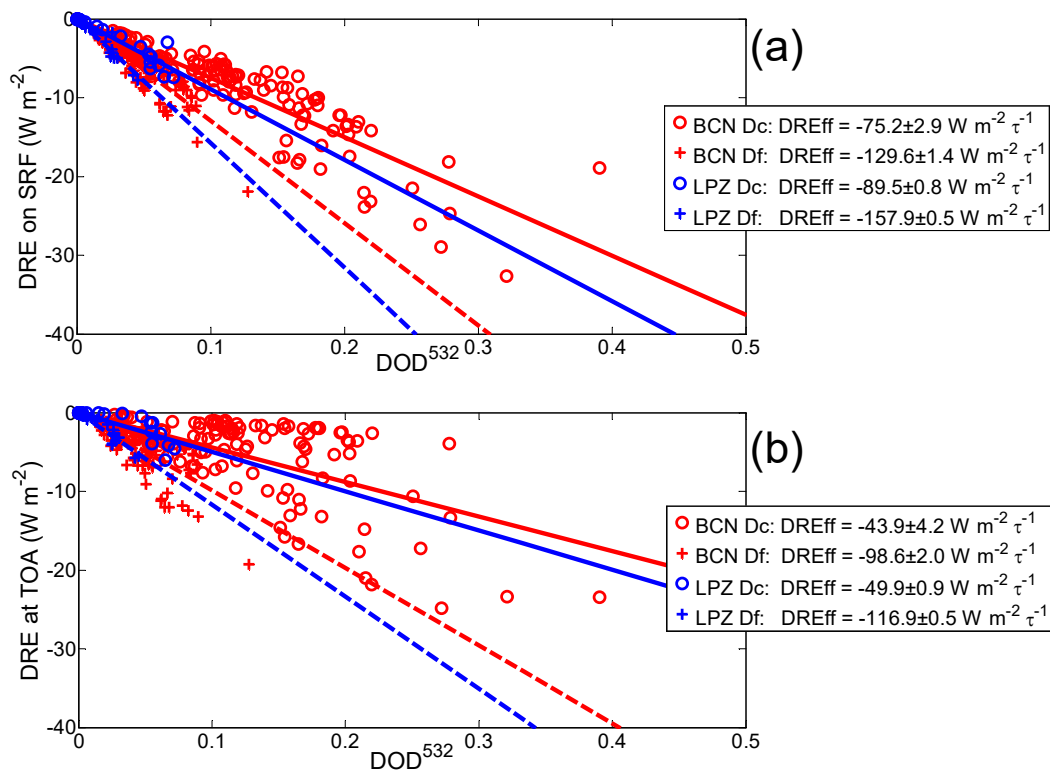 (a)
DRE on SRF (W m⁻²)
0
-10
-20
-30
-40
0 0.1 0.2 0.3 0.4 0.5
DOD⁵³²
BCN Dc: DREff = -75.2±2.9 W m⁻² τ⁻¹
BCN Df: DREff = -129.6±1.4 W m⁻² τ⁻¹
LPZ Dc: DREff = -89.5±0.8 W m⁻² τ⁻¹
LPZ Df: DREff = -157.9±0.5 W m⁻² τ⁻¹
(b)
DRE at TOA (W m⁻²)
0
-10
-20
-30
-40
0 0.1 0.2 0.3 0.4 0.5
DOD⁵³²
BCN Dc: DREff = -43.9±4.2 W m⁻² τ⁻¹
BCN Df: DREff = -98.6±2.0 W m⁻² τ⁻¹
LPZ Dc: DREff = -49.9±0.9 W m⁻² τ⁻¹
LPZ Df: DREff = -116.9±0.5 W m⁻² τ⁻¹